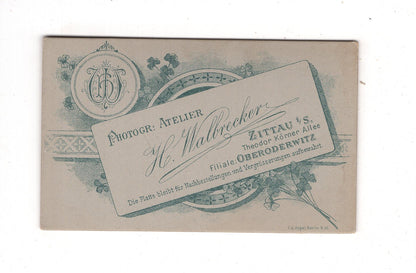 PHOTOGR: ATELIER
H. Walbrecker
ZITTAU i/S.
Theodor Körner Allee
Filiale: OBERODERWITZ
Die Platte bleibt für Nachbestellungen und Vergrösserungen aufbewahrt.